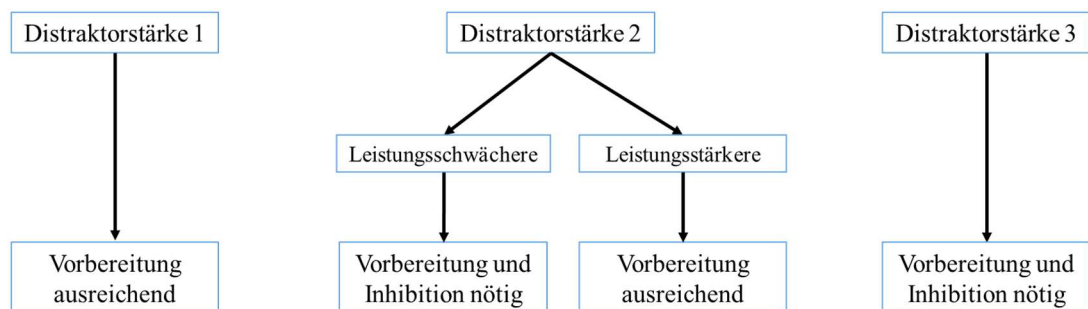 Distraktorstärke 1
Distraktorstärke 2
Distraktorstärke 3
Leistungsschwächere
Leistungsstärkere
Vorbereitung
ausreichend
Vorbereitung und
Inhibition nötig
Vorbereitung
ausreichend
Vorbereitung und
Inhibition nötig